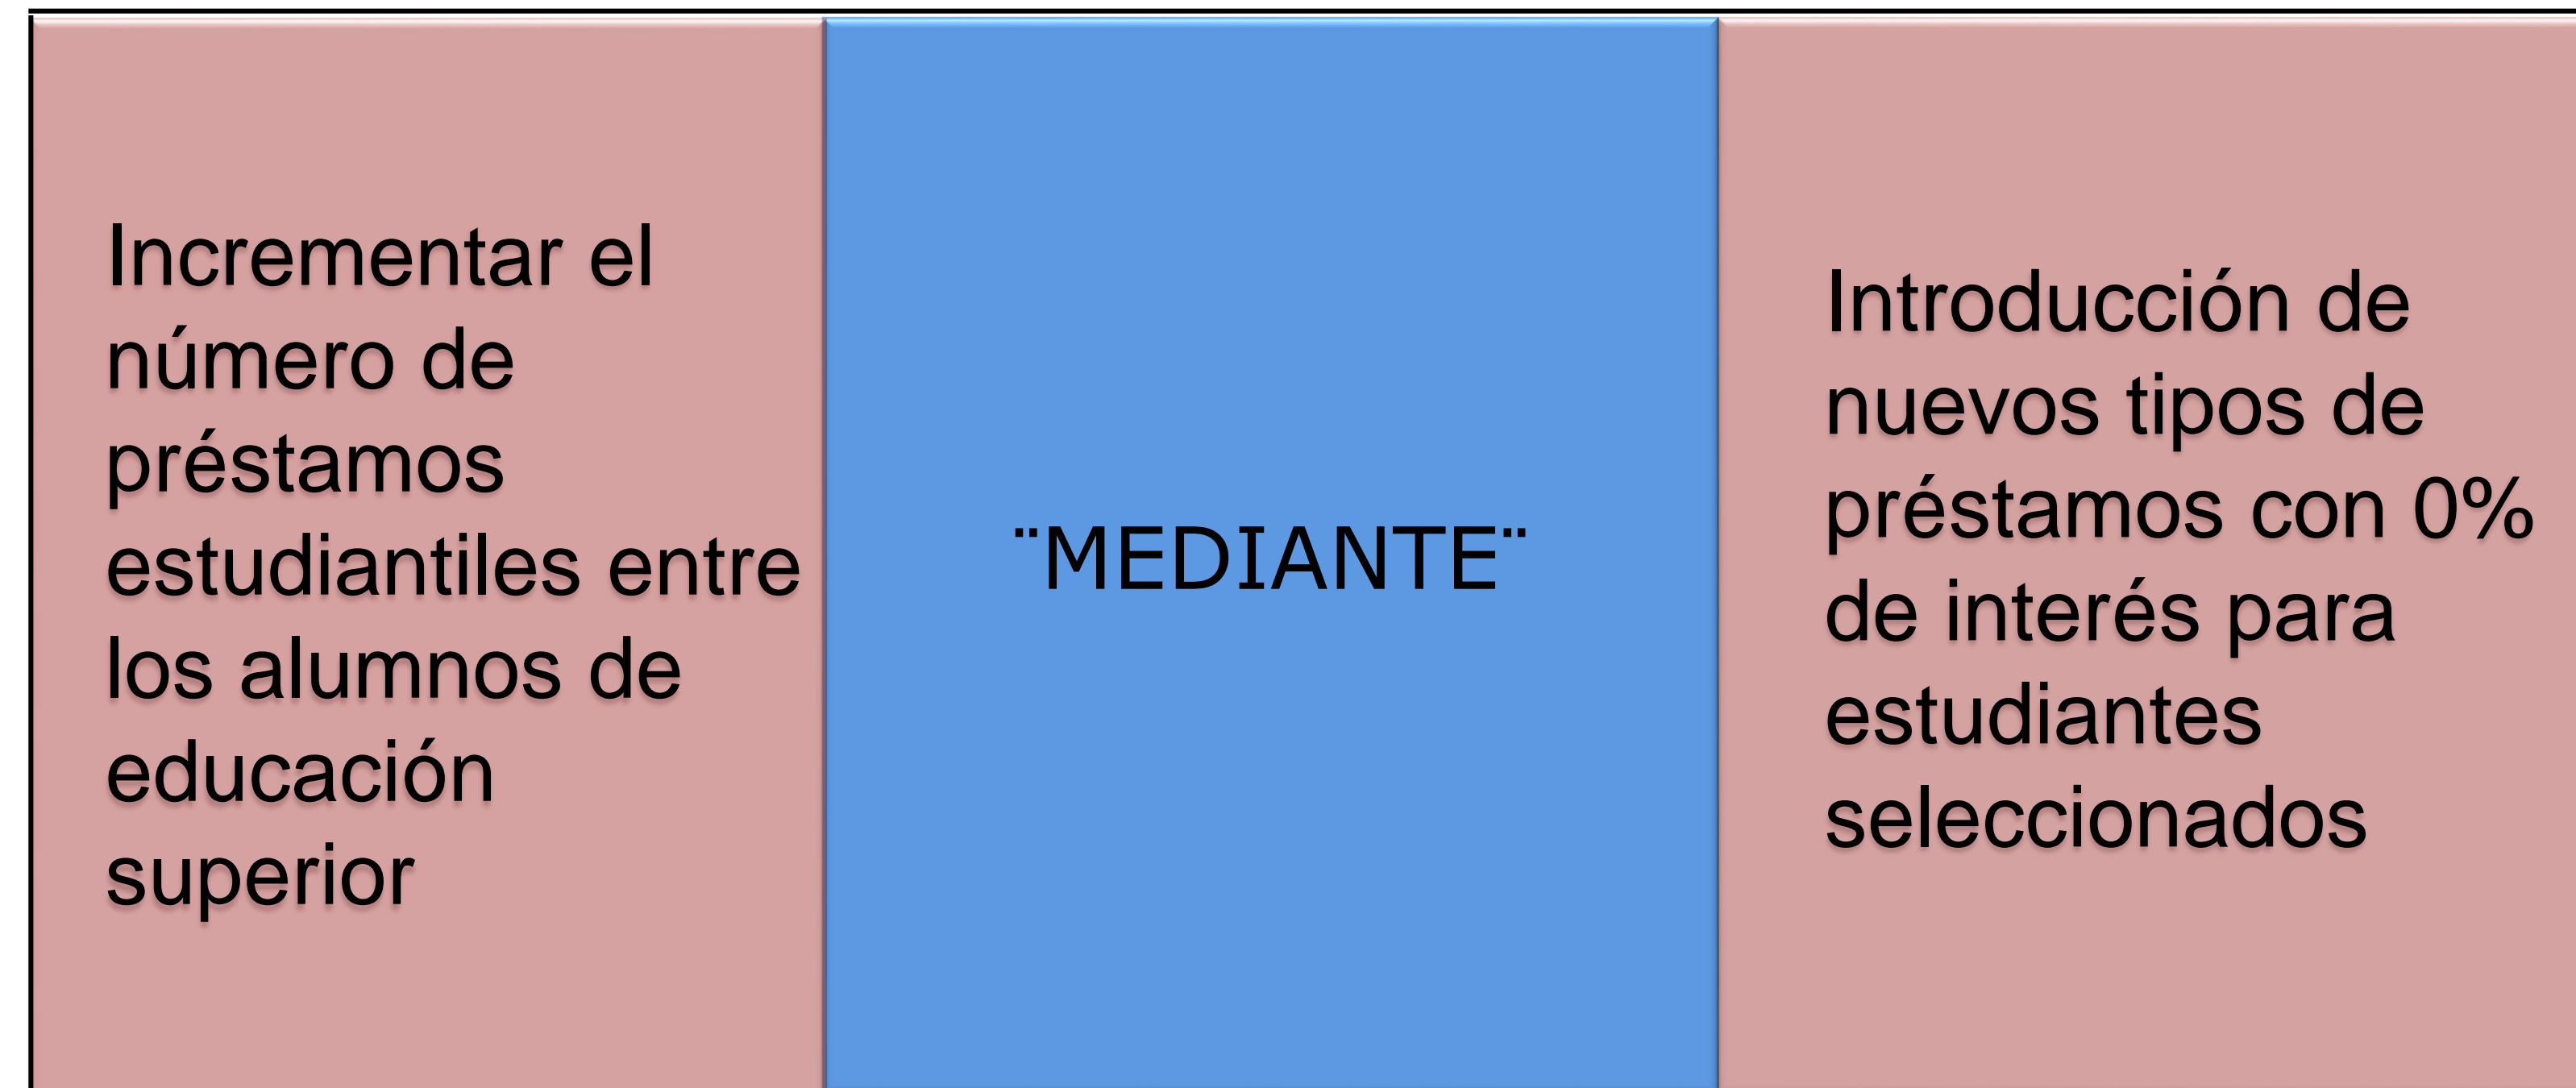 Incrementar el
número de
préstamos
estudiantiles entre
los alumnos de
educación
superior
¨MEDIANTE¨
Introducción de
nuevos tipos de
préstamos con 0%
de interés para
estudiantes
seleccionados